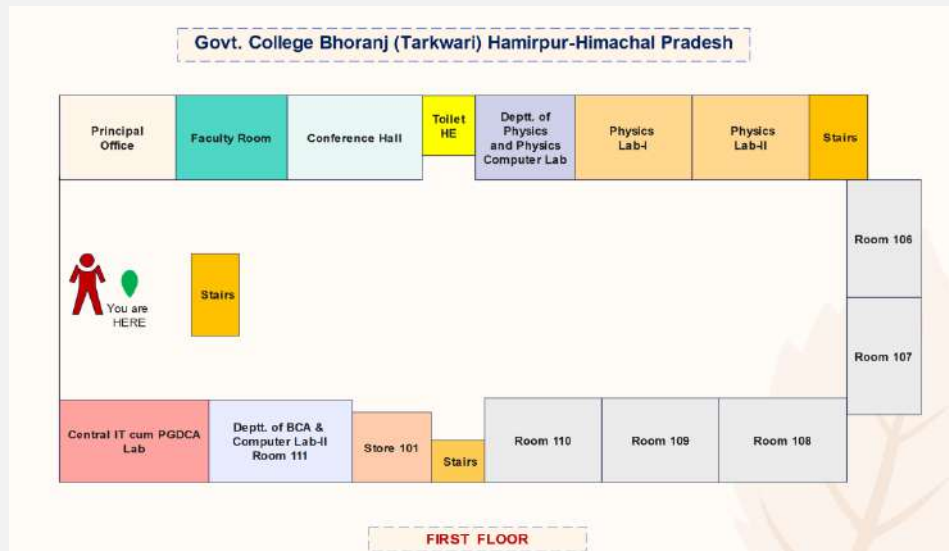 Govt. College Bhoranj (Tarkwari) Hamirpur-Himachal Pradesh
Principal
Office
Faculty Room
Conference Hall
Toilet
HE
Deptt. of
Physics
and Physics
Computer Lab
Physics
Lab-I
Physics
Lab-II
Stairs
Room 106
You are
HERE
Stairs
Room 107
Central IT cum PGDCA
Lab
Deptt. of BCA &
Computer Lab-II
Room 111
Store 101
Stairs
Room 110
Room 109
Room 108
FIRST FLOOR